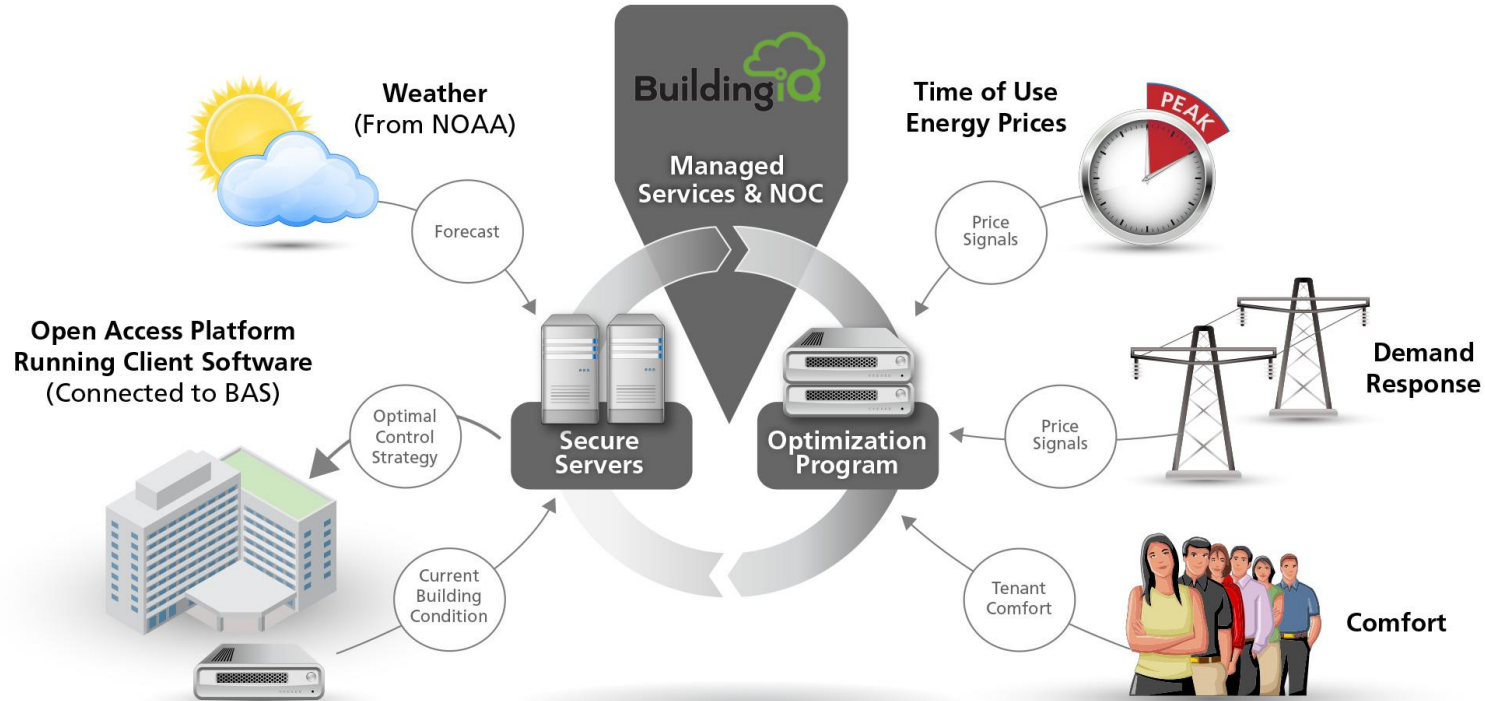 BuildingiQ
Managed
Services & NOC
Weather
(From NOAA)
Forecast
Time of Use
Energy Prices
PEAK
Price
Signals
Open Access Platform
Running Client Software
(Connected to BAS)
Optimal
Control
Strategy
Current
Building
Condition
Secure
Servers
Optimization
Program
Price
Signals
Demand
Response
Tenant
Comfort
Comfort